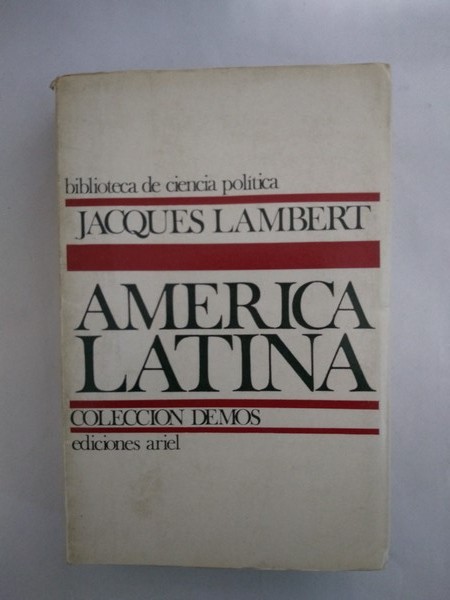 biblioteca de ciencia política
JACQUES LAMBERT
AMERICA
LATINA
COLECCION DEMOS
ediciones ariel